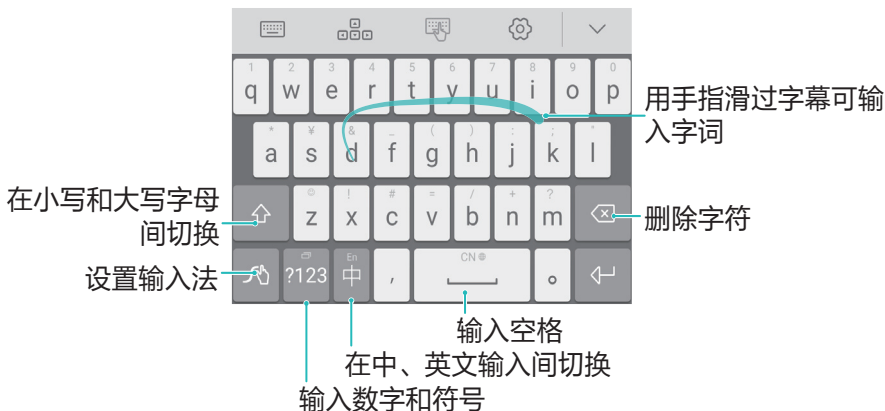 1 2 3 4 5 6 7 8 9 0
q w e r t y u i o p
用手指滑过字幕可输
入字词
* ¥ & _ ( ) : ; "
a s d f g h j k l
在小写和大写字母
间切换
! # = / + ?
z x c v b n m
删除字符
设置输入法
?123
En
中
,
CN
。
输入空格
在中、英文输入间切换
输入数字和符号